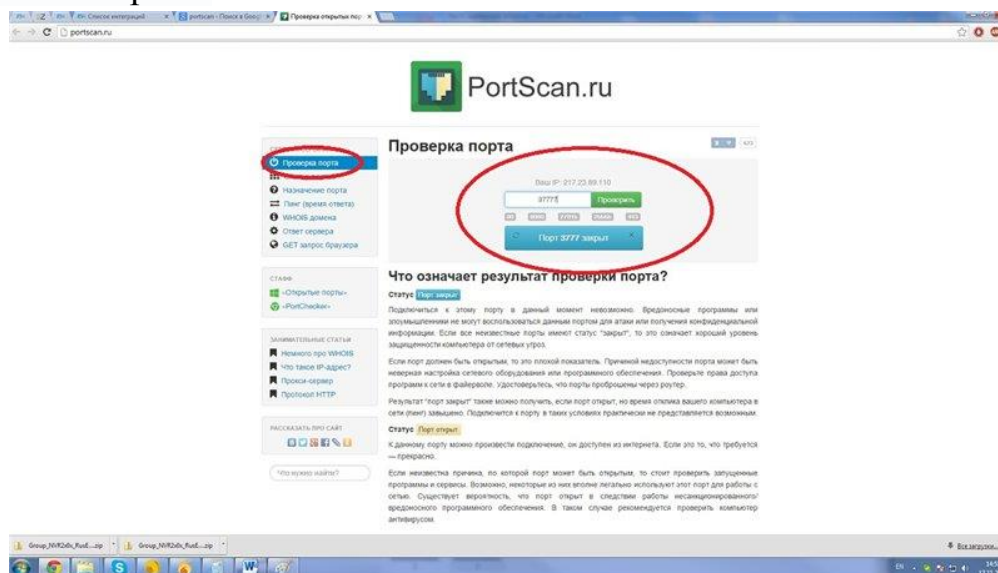 Список интеграций
portscan - Поиск в Goog
Проверка открытых пор
portscan.ru
PortScan.ru
Проверка порта
Назначение порта
Пинг (время ответа)
WHOIS домена
Ответ сервера
GET запрос браузера
«Открытые порты»
«PortChecker»
ЗАНИМАТЕЛЬНЫЕ СТАТЬИ
Немного про WHOIS
Что такое IP-адрес?
Прокси-сервер
Протокол HTTP
РАССКАЗАТЬ ПРО САЙТ
Что нужно найти?
Проверка порта
Ваш IP: 217.23.89.110
37777
Проверить
Порт 3777 закрыт
Что означает результат проверки порта?
Статус Порт закрыт
Подключиться к этому порту в данный момент невозможно. Вредоносные программы или
злоумышленники не могут воспользоваться данным портом для атаки или получения конфиденциальной
информации. Если все неизвестные порты имеют статус "закрыт", то это означает хороший уровень
защищенности компьютера от сетевых угроз.
Если порт должен быть открытым, то это плохой показатель. Причиной недоступности порта может быть
неверная настройка сетевого оборудования или программного обеспечения. Проверьте права доступа
программ к сети в файерволе. Удостоверьтесь, что порты проброшены через роутер.
Результат "порт закрыт" также можно получить, если порт открыт, но время отклика вашего компьютера в
сети (пинг) завышено. Подключится к порту в таких условиях практически не представляется возможным.
Статус Порт открыт
К данному порту можно произвести подключение, он доступен из интернета. Если это то, что требуется
— прекрасно.
Если неизвестна причина, по которой порт может быть открытым, то стоит проверить запущенные
программы и сервисы. Возможно, некоторые из них вполне легально используют этот порт для работы с
сетью. Существует вероятность, что порт открыт в следствии работы несанкционированного/
вредоносного программного обеспечения. В таком случае рекомендуется проверить компьютер
антивирусом.
Все загрузки...
EN